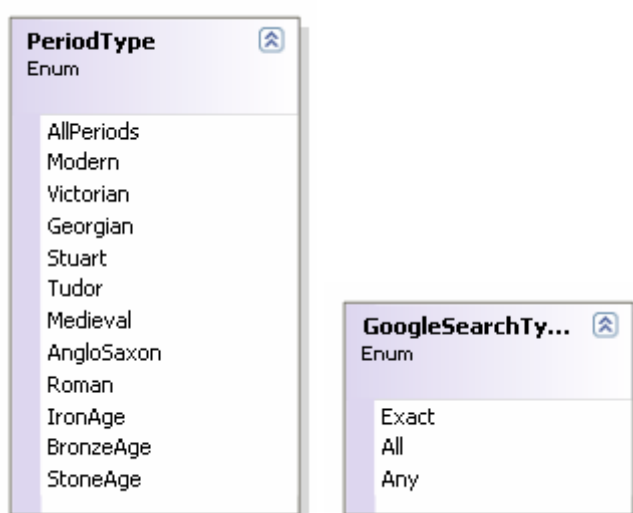 PeriodType
Enum
AllPeriods
Modern
Victorian
Georgian
Stuart
Tudor
Medieval
AngloSaxon
Roman
IronAge
BronzeAge
StoneAge
GoogleSearchTy...
Enum
Exact
All
Any